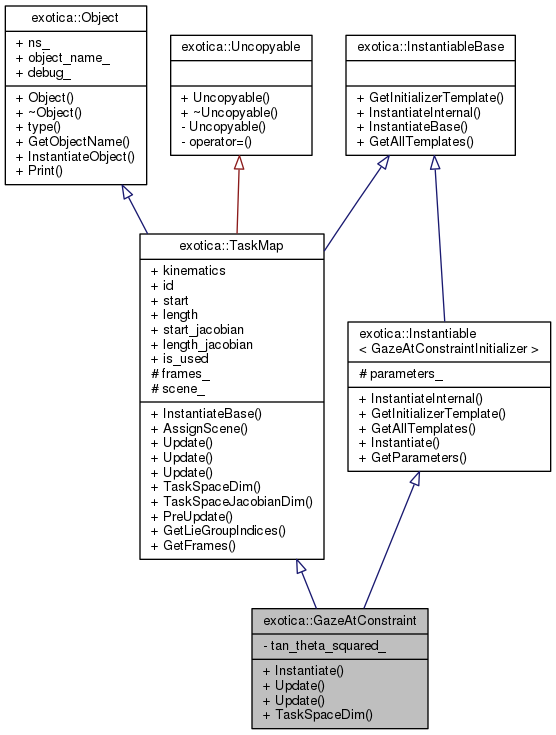 exotica::Object
+ ns_
+ object_name_
+ debug_
+ Object()
+ ~Object()
+ type()
+ GetObjectName()
+ InstantiateObject()
+ Print()
exotica::Uncopyable
+ Uncopyable()
+ ~Uncopyable()
- Uncopyable()
- operator=()
exotica::InstantiableBase
+ GetInitializerTemplate()
+ InstantiateInternal()
+ InstantiateBase()
+ GetAllTemplates()
exotica::TaskMap
+ kinematics
+ id
+ start
+ length
+ start_jacobian
+ length_jacobian
+ is_used
# frames_
# scene_
+ InstantiateBase()
+ AssignScene()
+ Update()
+ Update()
+ Update()
+ TaskSpaceDim()
+ TaskSpaceJacobianDim()
+ PreUpdate()
+ GetLieGroupIndices()
+ GetFrames()
exotica::Instantiable
< GazeAtConstraintInitializer >
# parameters_
+ InstantiateInternal()
+ GetInitializerTemplate()
+ GetAllTemplates()
+ Instantiate()
+ GetParameters()
exotica::GazeAtConstraint
- tan_theta_squared_
+ Instantiate()
+ Update()
+ Update()
+ TaskSpaceDim()